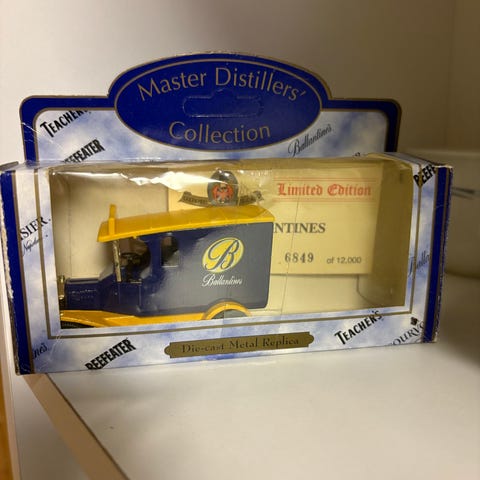 Master Distillers'
Collection
TEACHER'S
Ballantine's
BEEFEATER
BEEFEATER
Limited Edition
6849 of 12,000
B
Ballantines
BEEFEATER
TEACHER'S
Die-cast Metal Replica